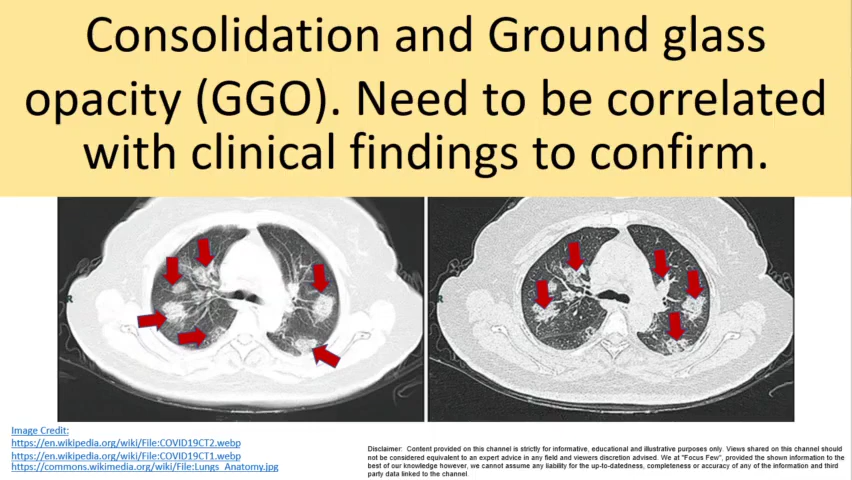 Consolidation and Ground glass
opacity (GGO). Need to be correlated
with clinical findings to confirm.
R
R
Image Credit:
https://en.wikipedia.org/wiki/File:COVID19CT2.webp
https://en.wikipedia.org/wiki/File:COVID19CT1.webp
https://commons.wikimedia.org/wiki/File:Lungs_Anatomy.jpg
Disclaimer: Content provided on this channel is strictly for informative, educational and illustrative purposes only. Views shared on this channel should
not be considered equivalent to an expert advice in any field and viewers discretion advised. We at "Focus Few", provided the shown information to the
best of our knowledge however, we cannot assume any liability for the up-to-datedness, completeness or accuracy of any of the information and third
party data linked to the channel.